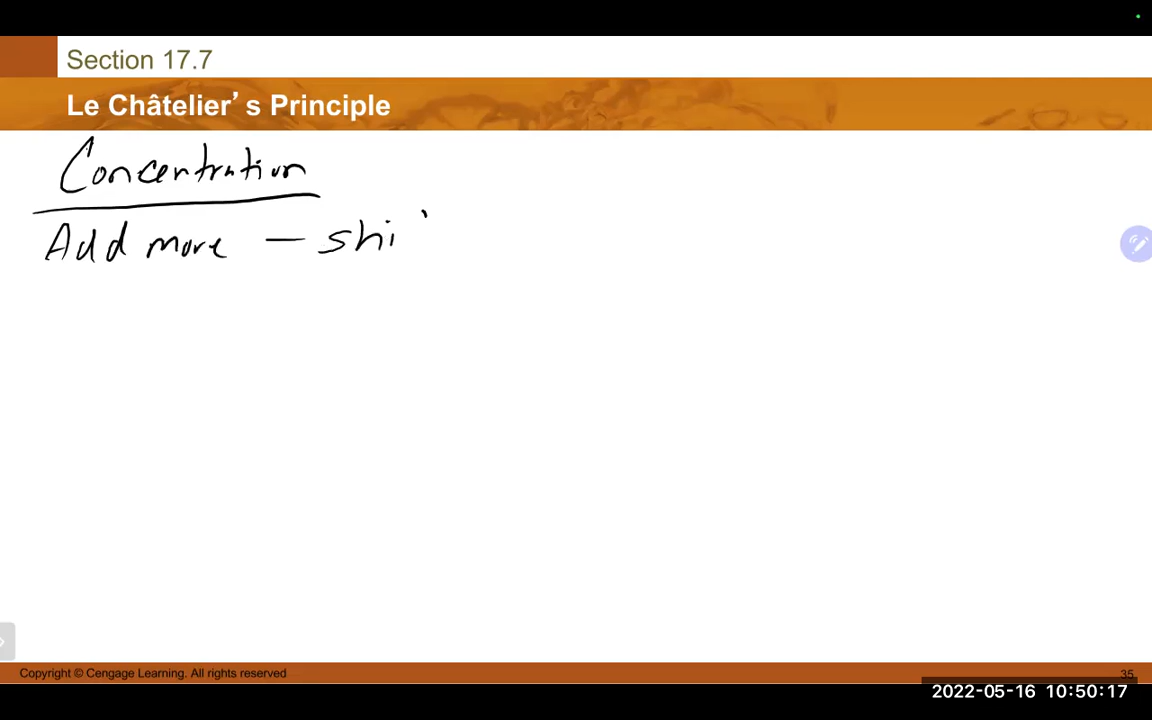 Section 17.7
Le Châtelier's Principle
Concentration
Add more — shi
Copyright © Cengage Learning. All rights reserved
35
2022-05-16 10:50:17